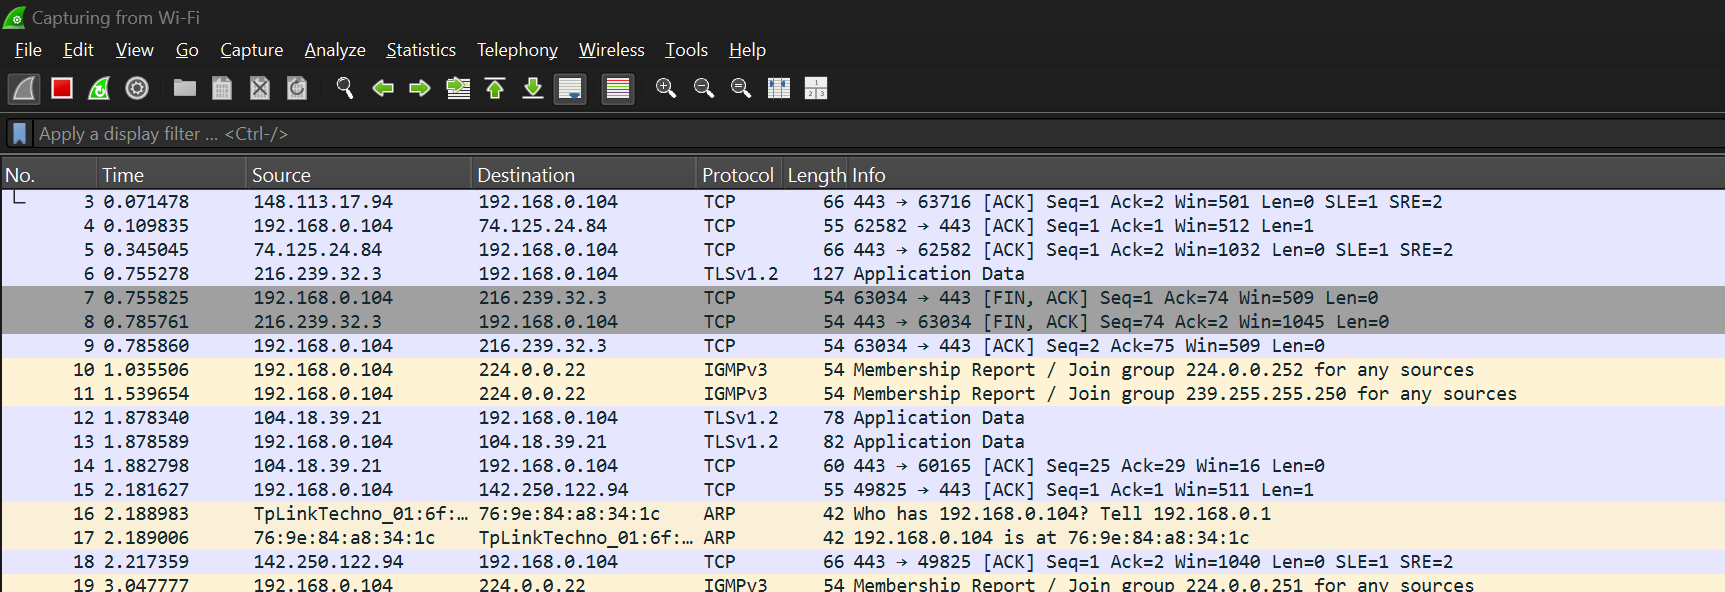 Capturing from Wi-Fi
File Edit View Go Capture Analyze Statistics Telephony Wireless Tools Help
Apply a display filter ... <Ctrl-/>
No. Time Source Destination Protocol Length Info
3 0.071478 148.113.17.94 192.168.0.104 TCP 66 443 → 63716 [ACK] Seq=1 Ack=2 Win=501 Len=0 SLE=1 SRE=2
4 0.109835 192.168.0.104 74.125.24.84 TCP 55 62582 → 443 [ACK] Seq=1 Ack=1 Win=512 Len=1
5 0.345045 74.125.24.84 192.168.0.104 TCP 66 443 → 62582 [ACK] Seq=1 Ack=2 Win=1032 Len=0 SLE=1 SRE=2
6 0.755278 216.239.32.3 192.168.0.104 TLSv1.2 127 Application Data
7 0.755825 192.168.0.104 216.239.32.3 TCP 54 63034 → 443 [FIN, ACK] Seq=1 Ack=74 Win=509 Len=0
8 0.785761 216.239.32.3 192.168.0.104 TCP 54 443 → 63034 [FIN, ACK] Seq=74 Ack=2 Win=1045 Len=0
9 0.785860 192.168.0.104 216.239.32.3 TCP 54 63034 → 443 [ACK] Seq=2 Ack=75 Win=509 Len=0
10 1.035506 192.168.0.104 224.0.0.22 IGMPv3 54 Membership Report / Join group 224.0.0.252 for any sources
11 1.539654 192.168.0.104 224.0.0.22 IGMPv3 54 Membership Report / Join group 239.255.255.250 for any sources
12 1.878340 104.18.39.21 192.168.0.104 TLSv1.2 78 Application Data
13 1.878589 192.168.0.104 104.18.39.21 TLSv1.2 82 Application Data
14 1.882798 104.18.39.21 192.168.0.104 TCP 60 443 → 60165 [ACK] Seq=25 Ack=29 Win=16 Len=0
15 2.181627 192.168.0.104 142.250.122.94 TCP 55 49825 → 443 [ACK] Seq=1 Ack=1 Win=511 Len=1
16 2.188983 TpLinkTechno_01:6f:… 76:9e:84:a8:34:1c ARP 42 Who has 192.168.0.104? Tell 192.168.0.1
17 2.189006 76:9e:84:a8:34:1c TpLinkTechno_01:6f:… ARP 42 192.168.0.104 is at 76:9e:84:a8:34:1c
18 2.217359 142.250.122.94 192.168.0.104 TCP 66 443 → 49825 [ACK] Seq=1 Ack=2 Win=1040 Len=0 SLE=1 SRE=2
19 3.047777 192.168.0.104 224.0.0.22 IGMPv3 54 Membership Report / Join group 224.0.0.251 for any sources